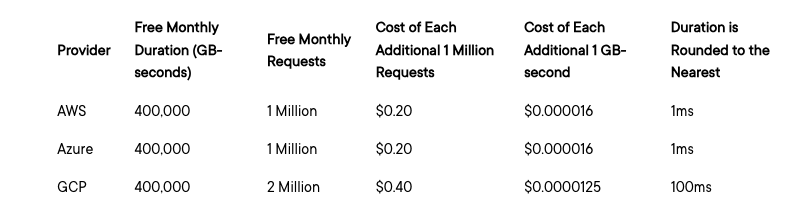 Provider Free Monthly Duration (GB-seconds) Free Monthly Requests Cost of Each Additional 1 Million Requests Cost of Each Additional 1 GB-second Duration is Rounded to the Nearest
AWS 400,000 1 Million $0.20 $0.000016 1ms
Azure 400,000 1 Million $0.20 $0.000016 1ms
GCP 400,000 2 Million $0.40 $0.0000125 100ms